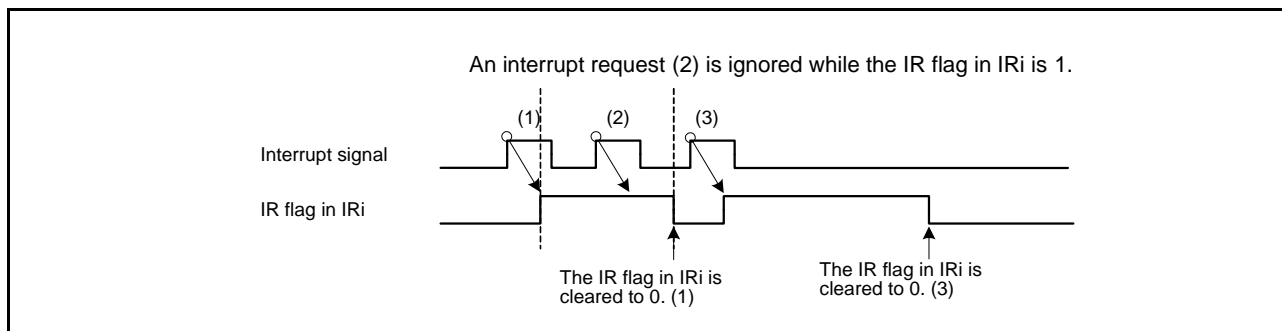 An interrupt request (2) is ignored while the IR flag in IRi is 1.
(1) (2) (3)
Interrupt signal
IR flag in IRi
The IR flag in IRi is
cleared to 0. (1)
The IR flag in IRi is
cleared to 0. (3)